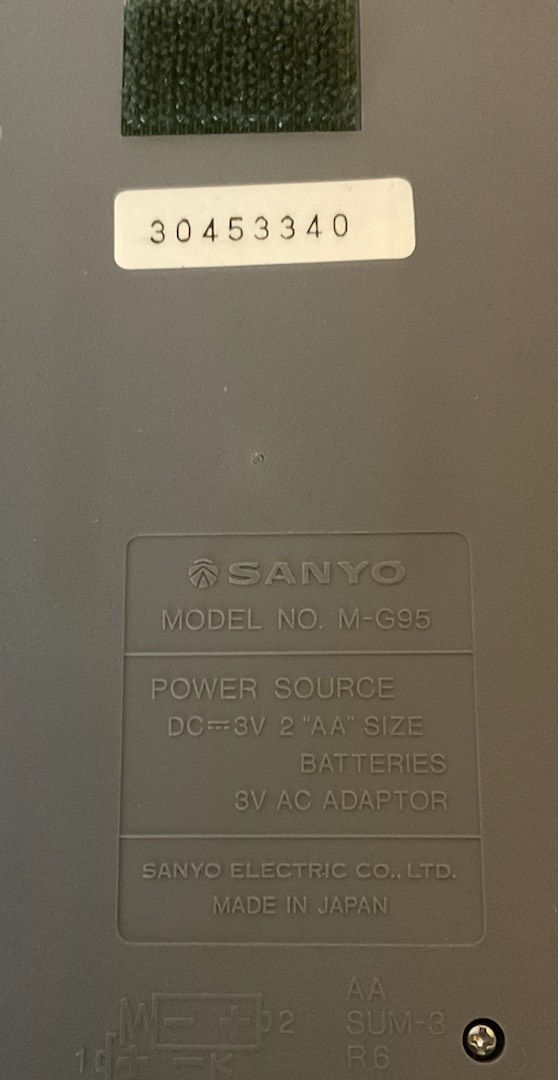 30453340
SANYO
MODEL NO. M-G95
POWER SOURCE
DC⎓3V 2 "AA" SIZE
BATTERIES
3V AC ADAPTOR
SANYO ELECTRIC CO., LTD.
MADE IN JAPAN
AA
SUM-3
R6